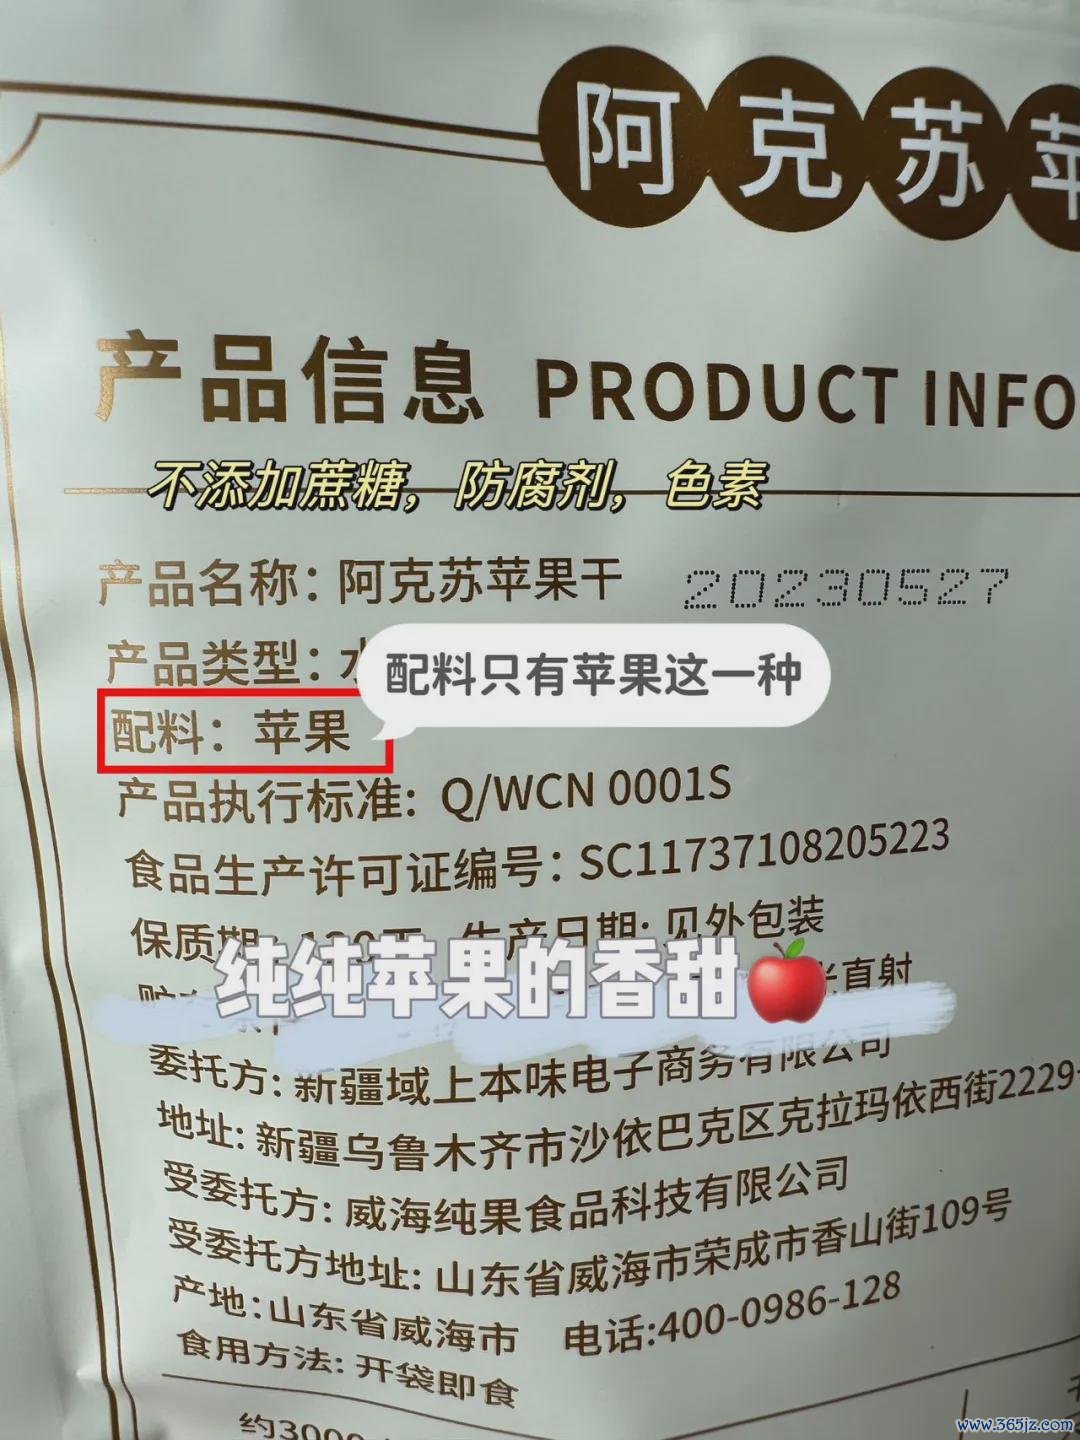 阿克苏苹
产品信息 PRODUCT INFO
不添加蔗糖，防腐剂，色素
产品名称：阿克苏苹果干 20230527
产品类型：水
配料只有苹果这一种
配料：苹果
产品执行标准：Q/WCN 0001S
食品生产许可证编号：SC11737108205223
保质期 生产日期：见外包装
纯纯苹果的香甜
光直射
委托方：新疆域上本味电子商务有限公司
地址：新疆乌鲁木齐市沙依巴克区克拉玛依西街2229
受委托方：威海纯果食品科技有限公司
受委托方地址：山东省威海市荣成市香山街109号
产地：山东省威海市 电话:400-0986-128
食用方法：开袋即食
约3000
www.365jz.com